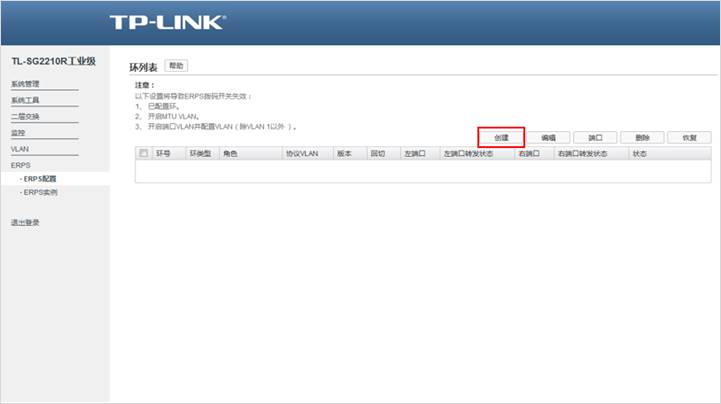 TP-LINK
TL-SG2210R工业级
系统管理
系统工具
二层交换
监控
VLAN
ERPS
· ERPS配置
· ERPS实例
退出登录
环列表 帮助
注意：
以下设置将导致ERPS拨码开关失效：
1、 已配置环。
2、 开启MTU VLAN。
3、 开启端口VLAN并配置VLAN（除VLAN 1以外 ）。
创建 编辑 端口 删除 恢复
环号 环类型 角色 协议VLAN 版本 回切 左端口 左端口转发状态 右端口 右端口转发状态 状态